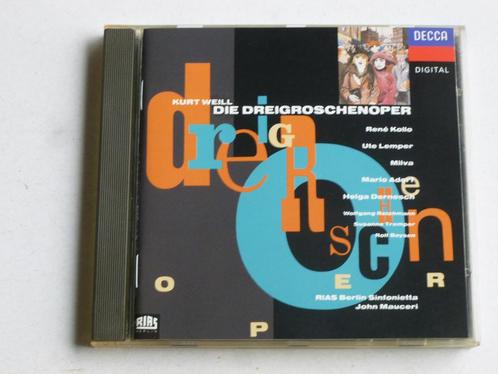 DECCA
DIGITAL
KURT WEILL
DIE DREIGROSCHENOPER
René Kollo
Ute Lemper
Milva
Mario Adorf
Helga Dernesch
Wolfgang Reichmann
Susanne Tremper
Rolf Boysen
dreigRoschen
OPER
RIAS Berlin Sinfonietta
John Mauceri
RIAS
BERLIN